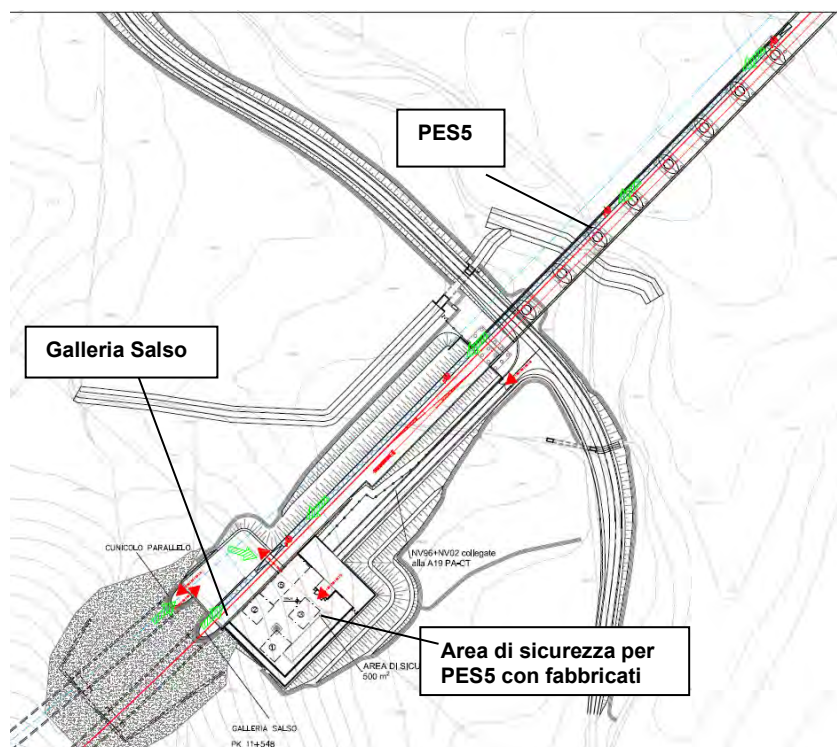 PES5
Galleria Salso
CUNICOLO PARALLELO
NV96+NV02 collegate
alla A19 PA-CT
Area di sicurezza per
PES5 con fabbricati
AREA DI SICU
500 m²
GALLERIA SALSO
PK 11+548